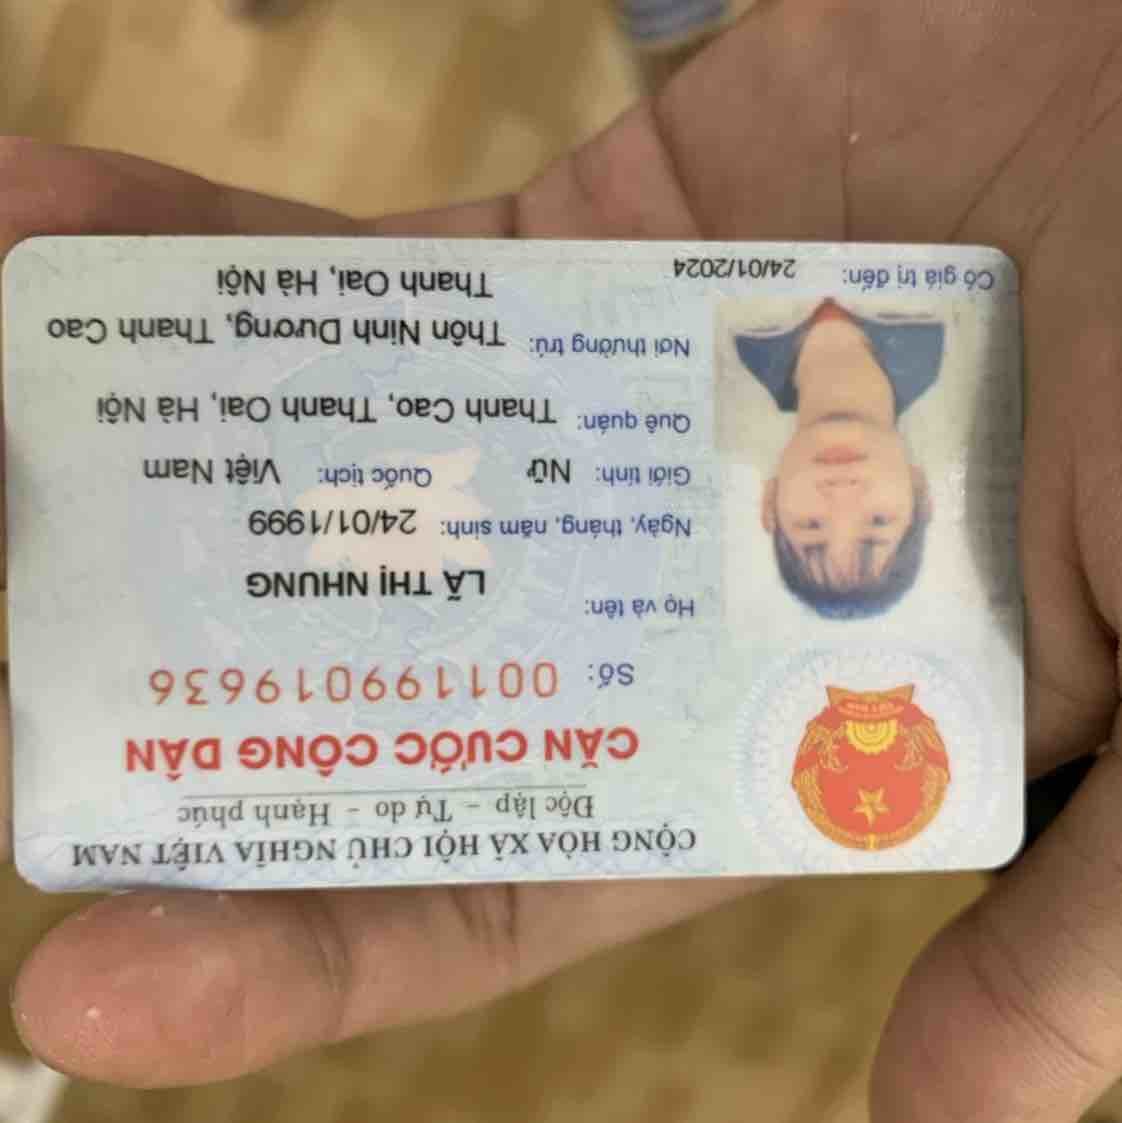 CỘNG HÒA XÃ HỘI CHỦ NGHĨA VIỆT NAM
Độc lập - Tự do - Hạnh phúc
CĂN CƯỚC CÔNG DÂN
Số: 001199019636
Họ và tên:
LÃ THỊ NHUNG
Ngày, tháng, năm sinh: 24/01/1999
Giới tính: Nữ Quốc tịch: Việt Nam
Quê quán: Thanh Cao, Thanh Oai, Hà Nội
Nơi thường trú: Thôn Ninh Dương, Thanh Cao
Thanh Oai, Hà Nội
Có giá trị đến: 24/01/2024